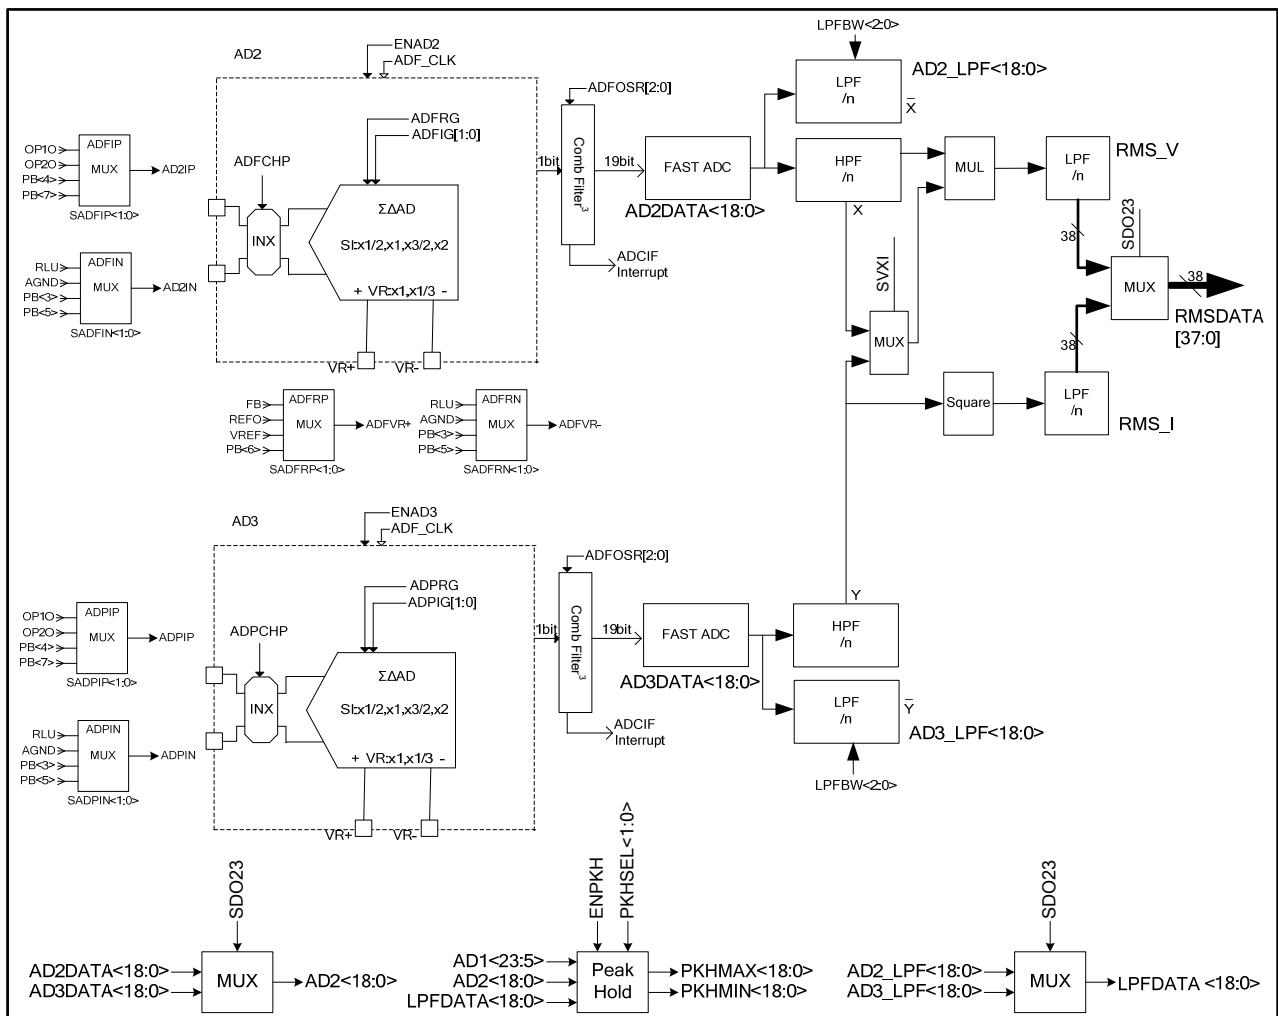 LPFBW<2:0>
AD2
ENAD2
ADF_CLK
ADFOSR[2:0]
LPF
/n
AD2_LPF<18:0>
X̅
ADFRG
ADFIG[1:0]
ADFIP
MUX
OP1O
OP2O
PB<4>
PB<7>
AD2IP
SADFIP<1:0>
ADFCHP
ΣΔAD
SI:x1/2,x1,x3/2,x2
+ VR:x1,x1/3 -
INX
1bit
Comb Filter³
19bit
FAST ADC
AD2DATA<18:0>
HPF
/n
X
MUL
LPF
/n
RMS_V
38
SDO23
MUX
38
RMSDATA
[37:0]
ADCIF
Interrupt
SVXI
MUX
38
Square
LPF
/n
RMS_I
ADFIN
MUX
RLU
AGND
PB<3>
PB<5>
AD2IN
SADFIN<1:0>
VR+
VR-
ADFRP
MUX
FB
REFO
VREF
PB<6>
ADFVR+
SADFRP<1:0>
ADFRN
MUX
RLU
AGND
PB<3>
PB<5>
ADFVR-
SADFRN<1:0>
AD3
ENAD3
ADF_CLK
ADFOSR[2:0]
ADPRG
ADPIG[1:0]
ADPIP
MUX
OP1O
OP2O
PB<4>
PB<7>
ADPIP
SADPIP<1:0>
ADPCHP
ΣΔAD
SI:x1/2,x1,x3/2,x2
+ VR:x1,x1/3 -
INX
1bit
Comb Filter³
19bit
FAST ADC
AD3DATA<18:0>
Y
HPF
/n
LPF
/n
Y̅
AD3_LPF<18:0>
LPFBW<2:0>
ADCIF
Interrupt
ADPIN
MUX
RLU
AGND
PB<3>
PB<5>
ADPIN
SADPIN<1:0>
VR+
VR-
SDO23
AD2DATA<18:0>
AD3DATA<18:0>
MUX
AD2<18:0>
ENPKH
PKHSEL<1:0>
AD1<23:5>
AD2<18:0>
LPFDATA<18:0>
Peak
Hold
PKHMAX<18:0>
PKHMIN<18:0>
SDO23
AD2_LPF<18:0>
AD3_LPF<18:0>
MUX
LPFDATA <18:0>